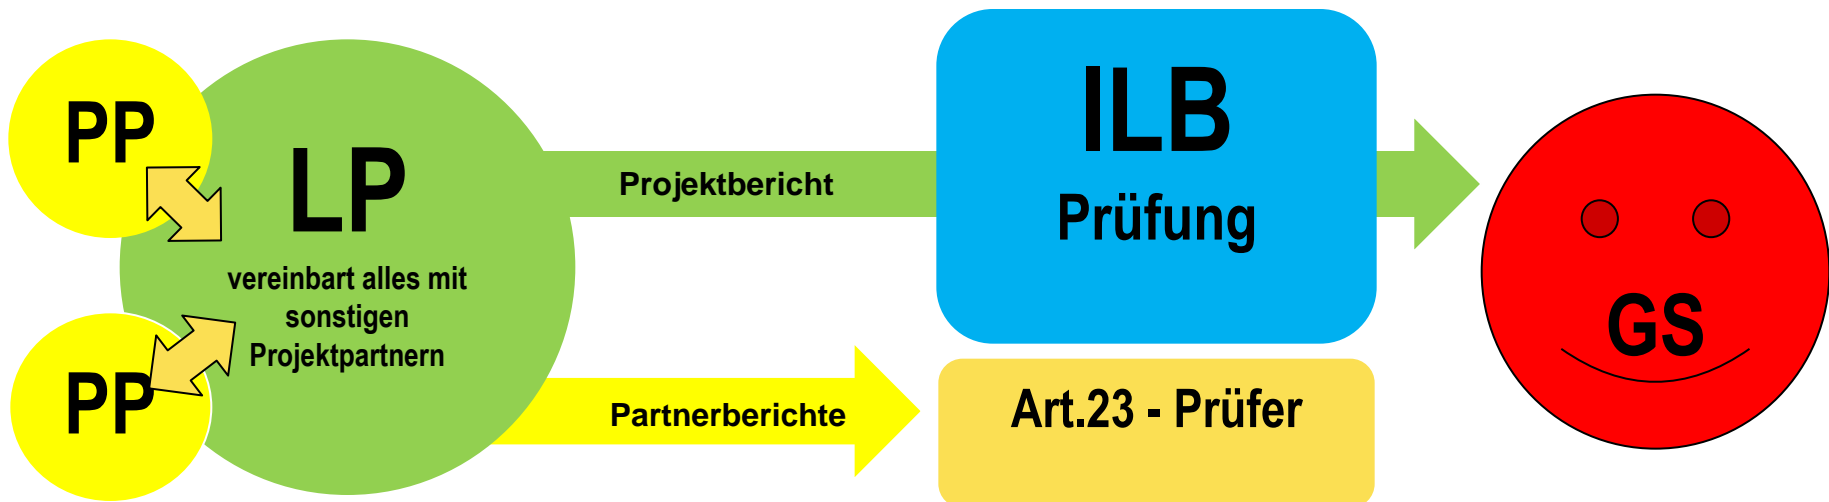 PP
LP
vereinbart alles mit
sonstigen
Projektpartnern
PP
Projektbericht
Partnerberichte
ILB
Prüfung
Art.23 - Prüfer
GS